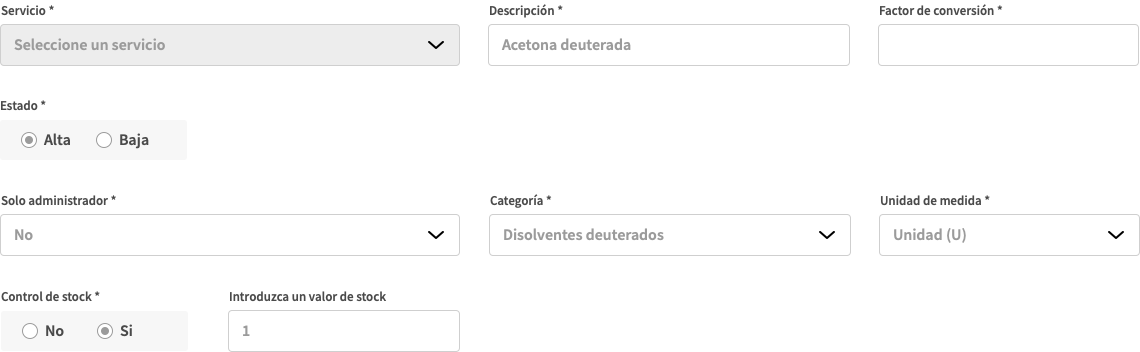 Servicio * Descripción * Factor de conversión *
Seleccione un servicio Acetona deuterada
Estado *
Alta Baja
Solo administrador * Categoría * Unidad de medida *
No Disolventes deuterados Unidad (U)
Control de stock * Introduzca un valor de stock
No Si 1